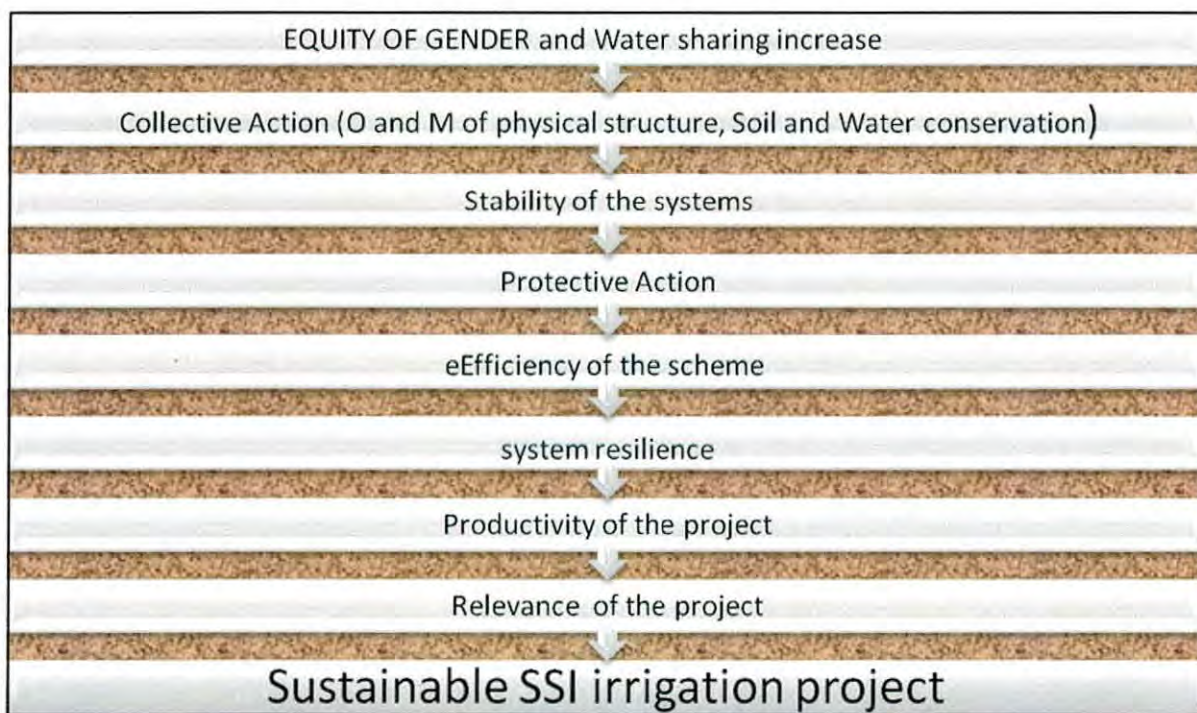 EQUITY OF GENDER and Water sharing increase
Collective Action (O and M of physical structure, Soil and Water conservation)
Stability of the systems
Protective Action
eEfficiency of the scheme
system resilience
Productivity of the project
Relevance of the project
Sustainable SSI irrigation project